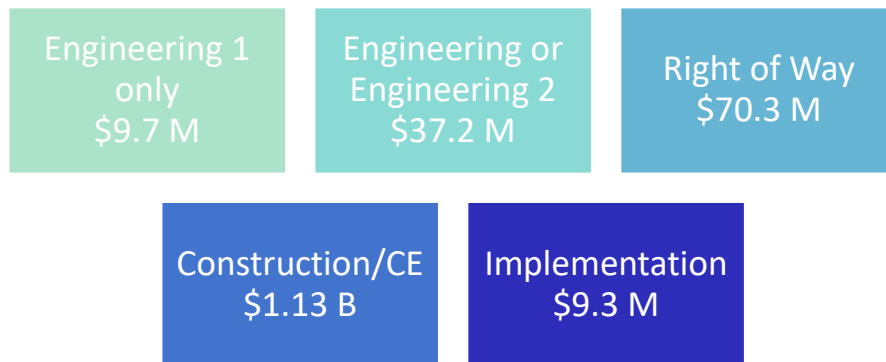 Engineering 1
only
$9.7 M
Engineering or
Engineering 2
$37.2 M
Right of Way
$70.3 M
Construction/CE
$1.13 B
Implementation
$9.3 M